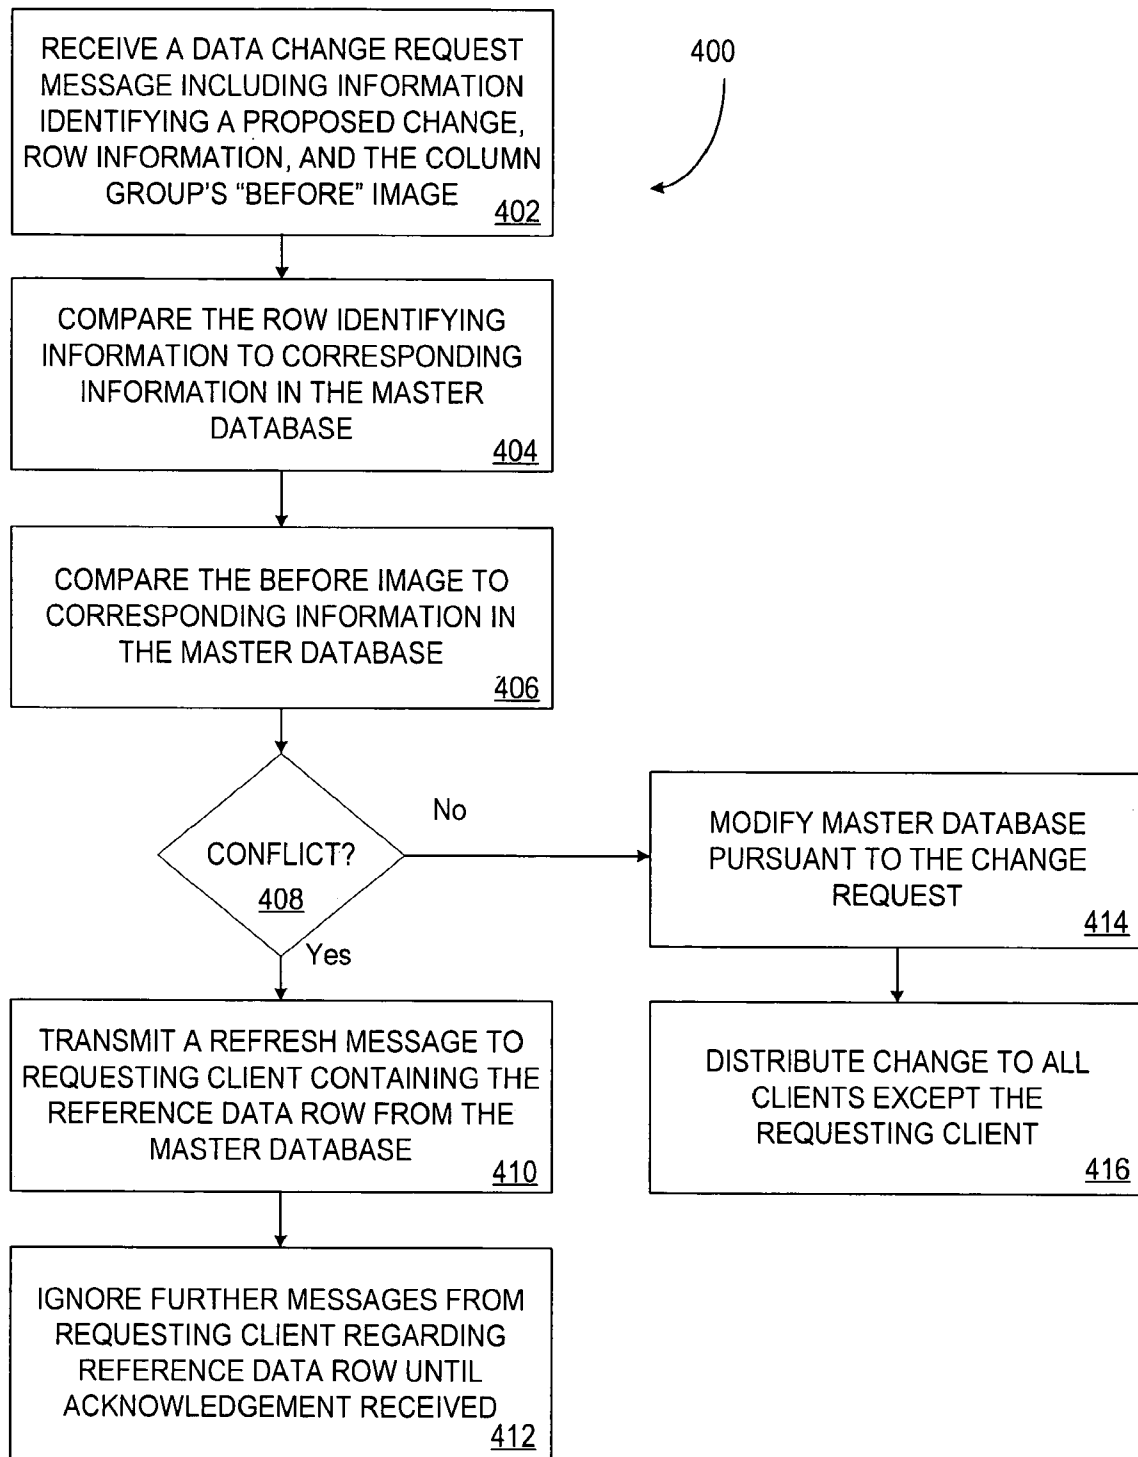 RECEIVE A DATA CHANGE REQUEST
MESSAGE INCLUDING INFORMATION
IDENTIFYING A PROPOSED CHANGE,
ROW INFORMATION, AND THE COLUMN
GROUP'S “BEFORE” IMAGE
402
400
COMPARE THE ROW IDENTIFYING
INFORMATION TO CORRESPONDING
INFORMATION IN THE MASTER
DATABASE
404
COMPARE THE BEFORE IMAGE TO
CORRESPONDING INFORMATION IN
THE MASTER DATABASE
406
CONFLICT?
408
No
Yes
MODIFY MASTER DATABASE
PURSUANT TO THE CHANGE
REQUEST
414
TRANSMIT A REFRESH MESSAGE TO
REQUESTING CLIENT CONTAINING THE
REFERENCE DATA ROW FROM THE
MASTER DATABASE
410
DISTRIBUTE CHANGE TO ALL
CLIENTS EXCEPT THE
REQUESTING CLIENT
416
IGNORE FURTHER MESSAGES FROM
REQUESTING CLIENT REGARDING
REFERENCE DATA ROW UNTIL
ACKNOWLEDGEMENT RECEIVED
412